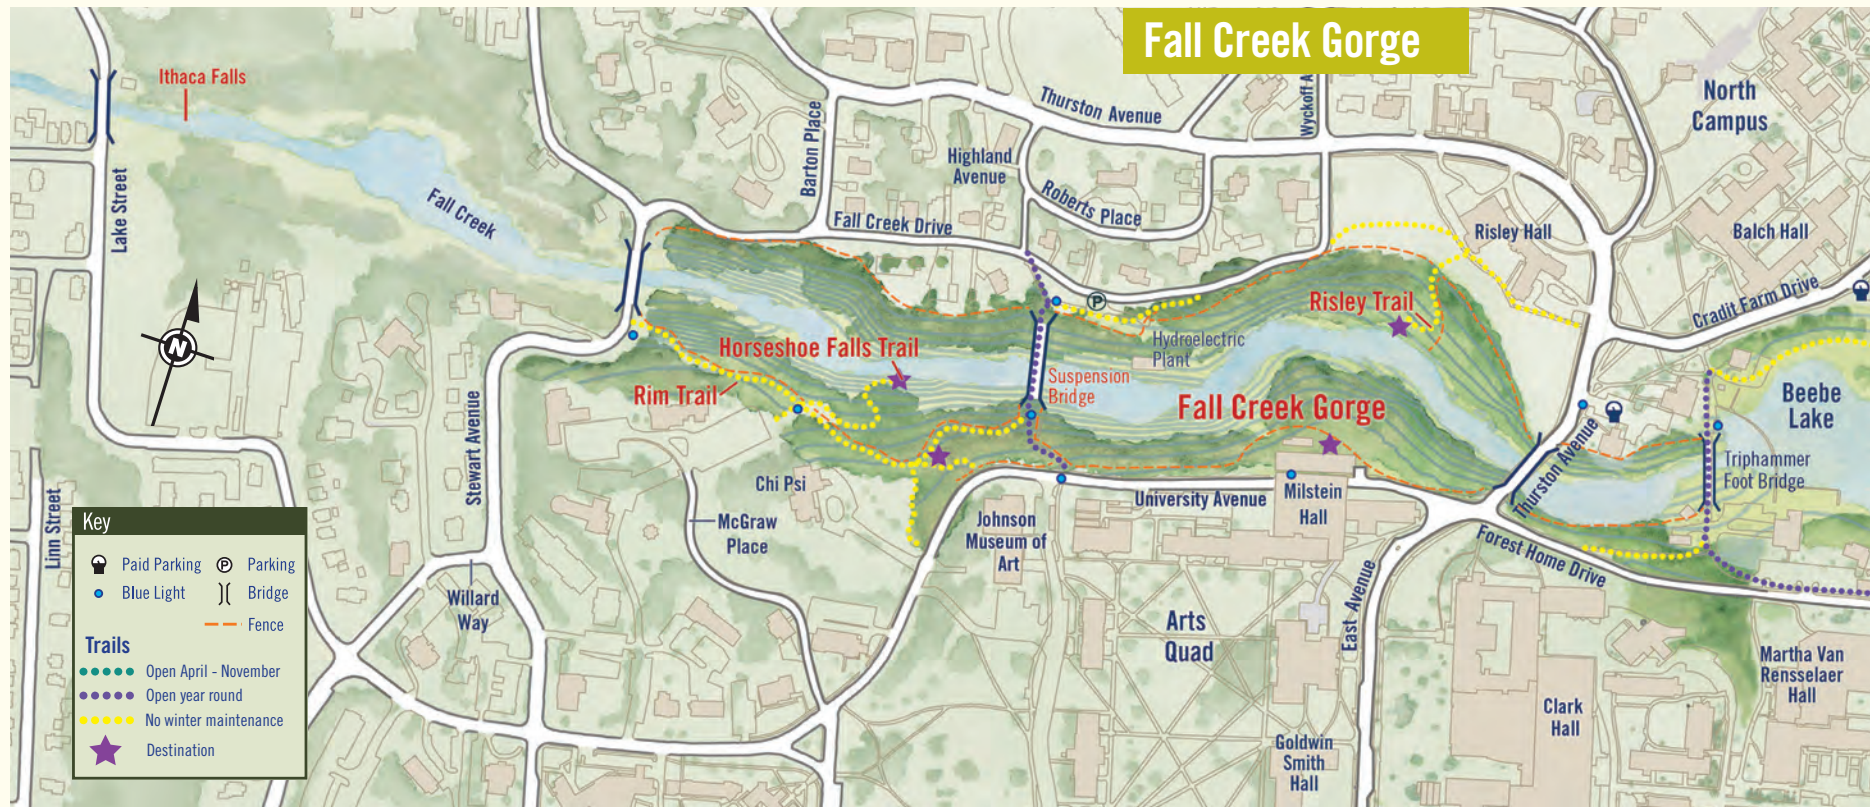 Fall Creek Gorge
Ithaca Falls
Lake Street
Fall Creek
Barton Place
Thurston Avenue
Wyckoff A
Highland
Avenue
Roberts Place
Fall Creek Drive
North
Campus
Risley Hall
Balch Hall
Cradit Farm Drive
P
Risley Trail
Hydroelectric
Plant
N
Horseshoe Falls Trail
Rim Trail
Suspension
Bridge
Fall Creek Gorge
Beebe
Lake
Stewart Avenue
Thurston Avenue
Triphammer
Foot Bridge
Chi Psi
University Avenue
Milstein
Hall
Linn Street
McGraw
Place
Johnson
Museum of
Art
Forest Home Drive
Willard
Way
Arts
Quad
East Avenue
Martha Van
Rensselaer
Hall
Clark
Hall
Goldwin
Smith
Hall
Key
Paid Parking
P Parking
Blue Light
Bridge
Fence
Trails
Open April - November
Open year round
No winter maintenance
Destination